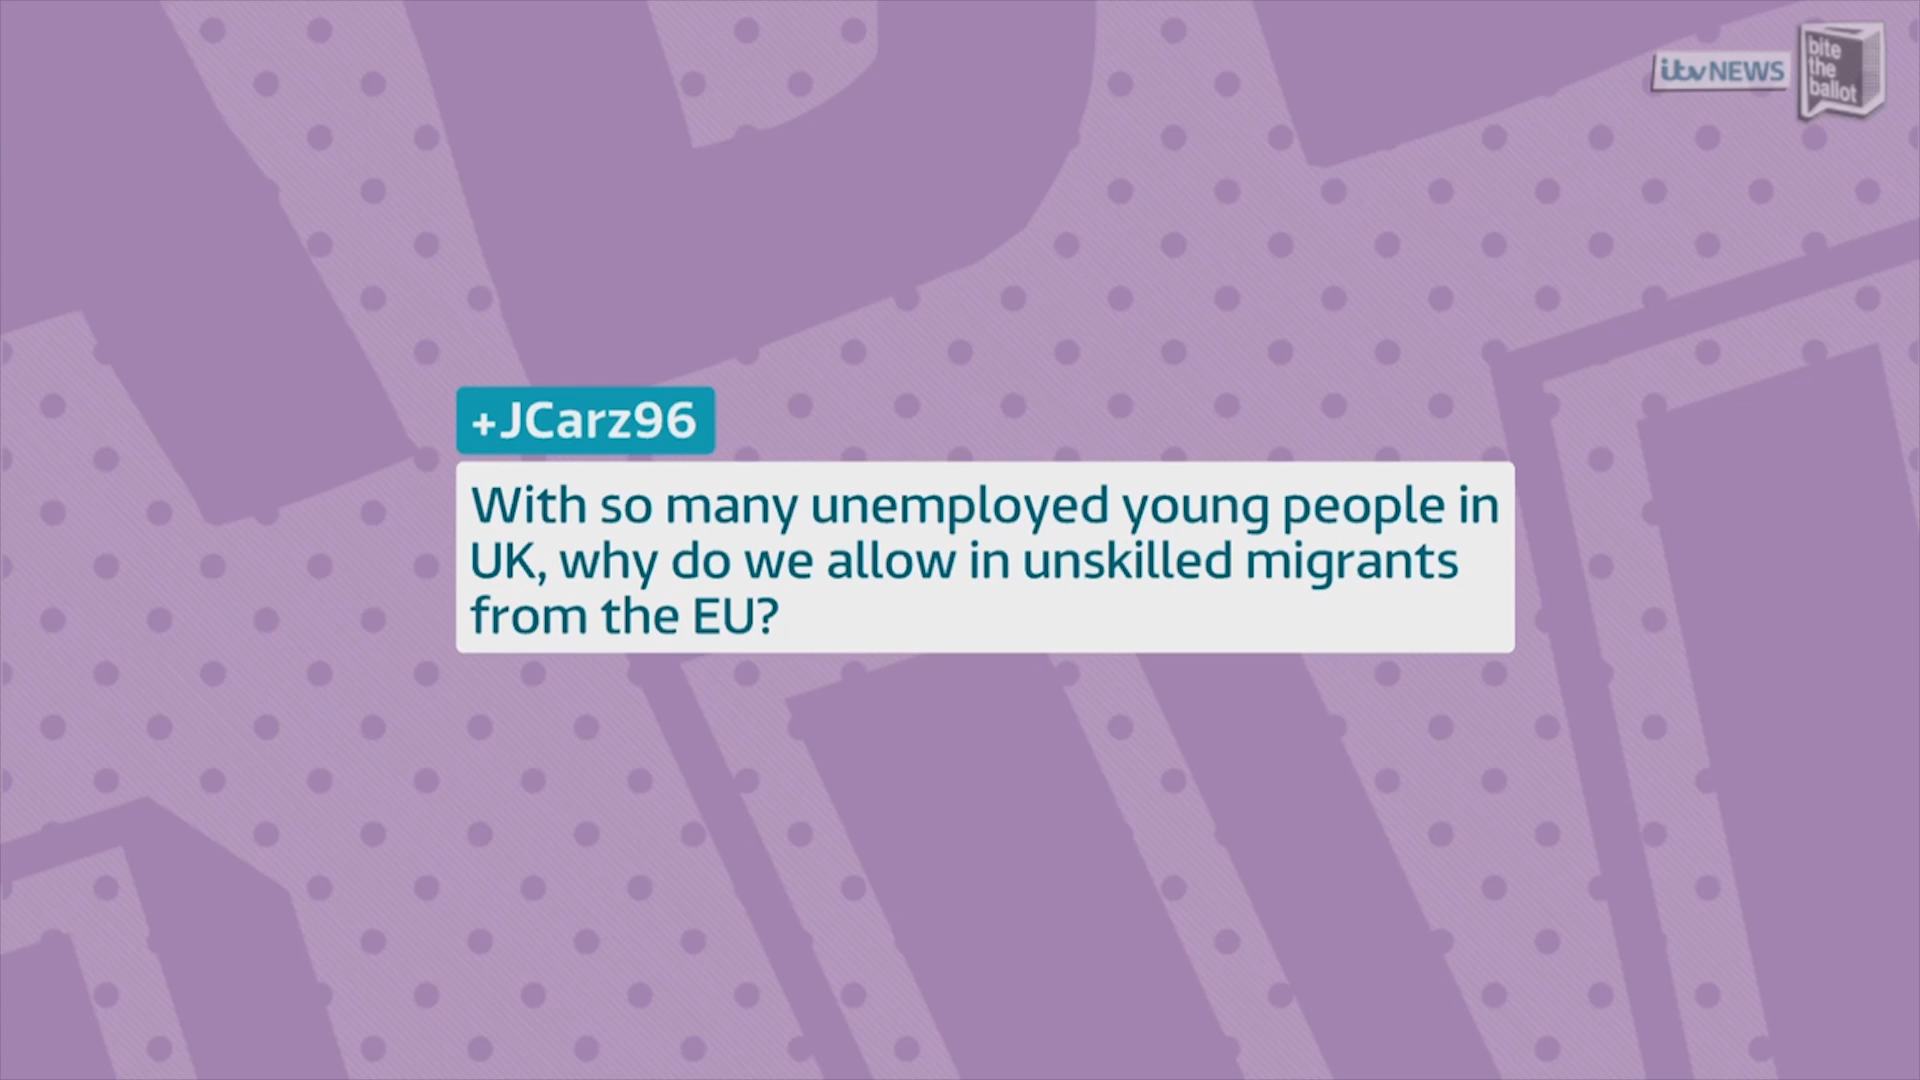 itv NEWS
bite
the
ballot
+JCarz96
With so many unemployed young people in
UK, why do we allow in unskilled migrants
from the EU?